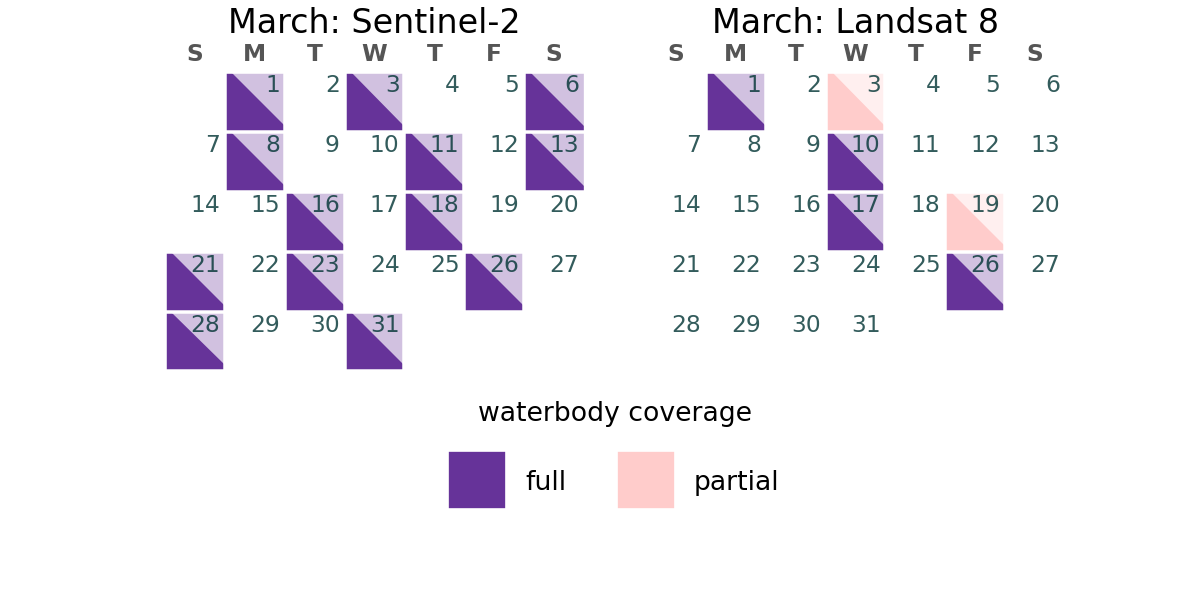 March: Sentinel-2
S M T W T F S
1 2 3 4 5 6
7 8 9 10 11 12 13
14 15 16 17 18 19 20
21 22 23 24 25 26 27
28 29 30 31
March: Landsat 8
S M T W T F S
1 2 3 4 5 6
7 8 9 10 11 12 13
14 15 16 17 18 19 20
21 22 23 24 25 26 27
28 29 30 31
waterbody coverage
full partial